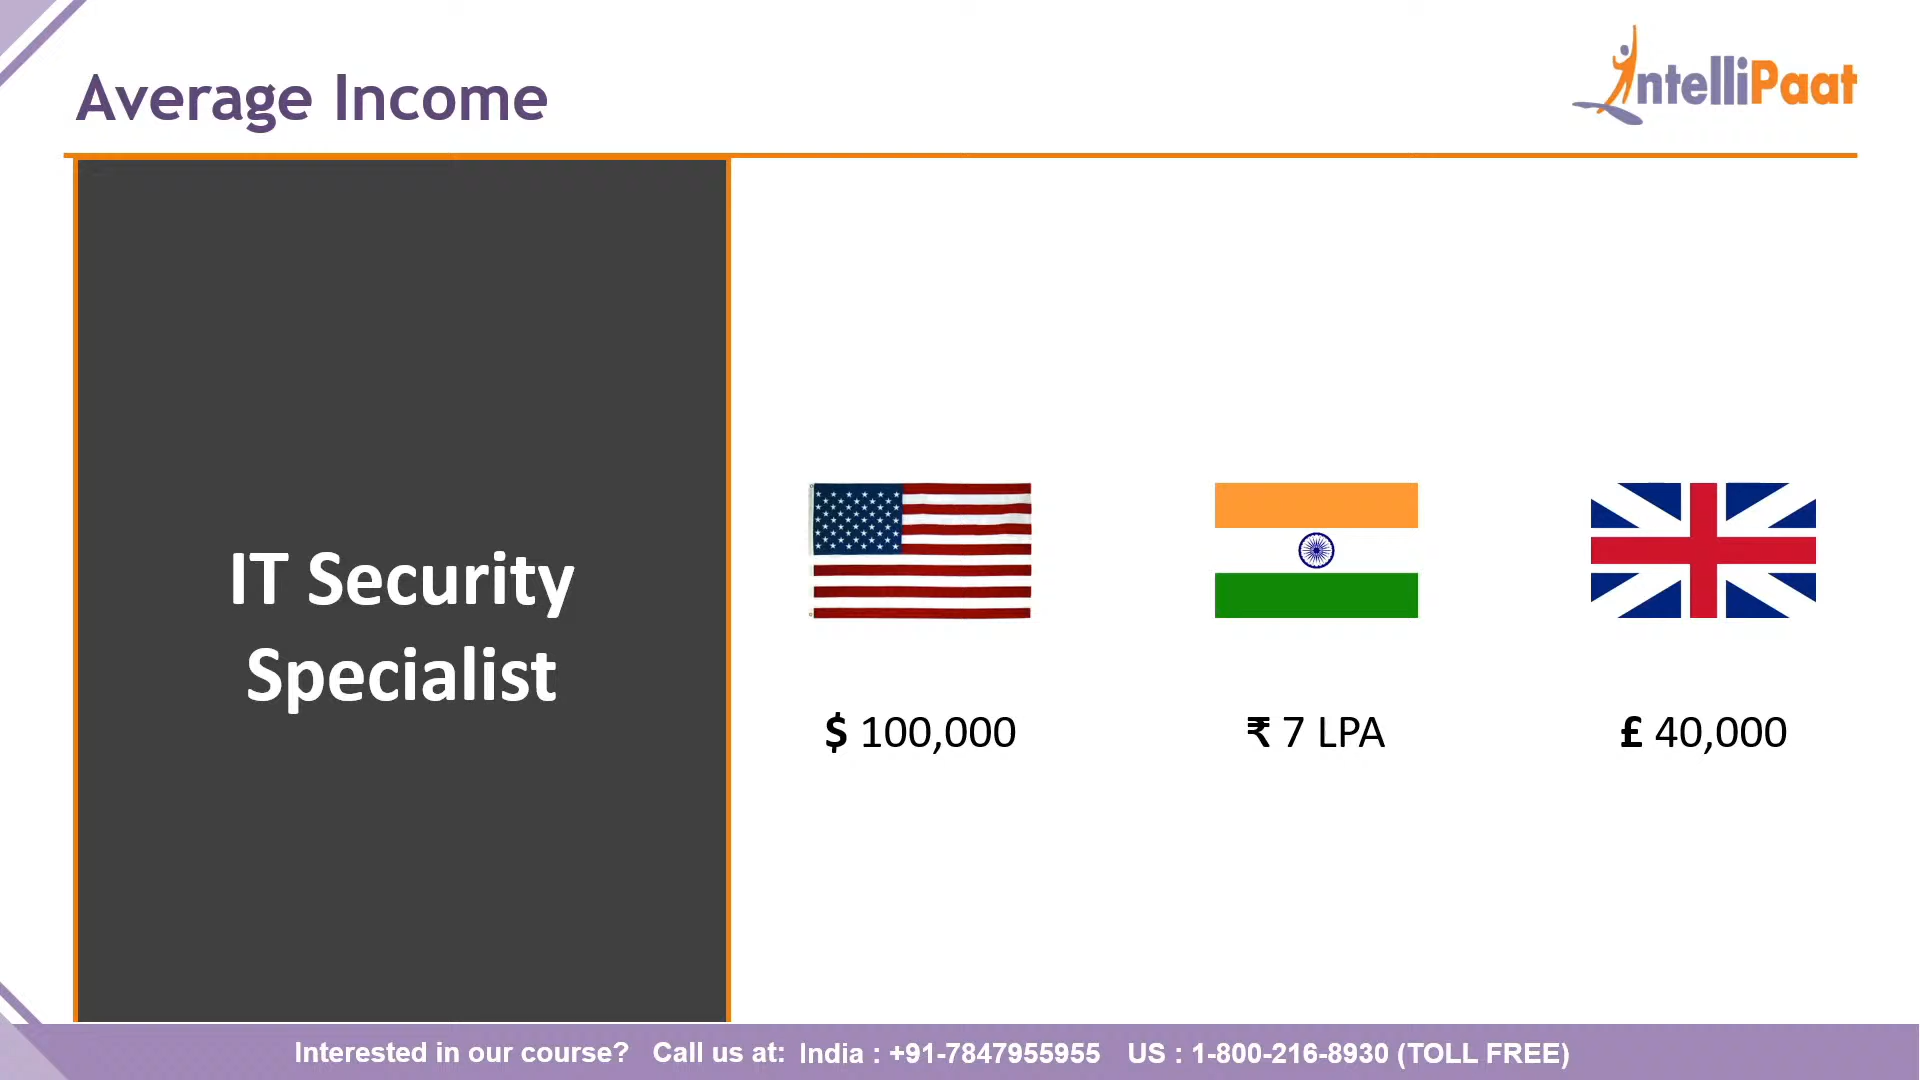 Average Income
IntelliPaat
IT Security
Specialist
$ 100,000
₹ 7 LPA
£ 40,000
Interested in our course? Call us at: India : +91-7847955955 US : 1-800-216-8930 (TOLL FREE)